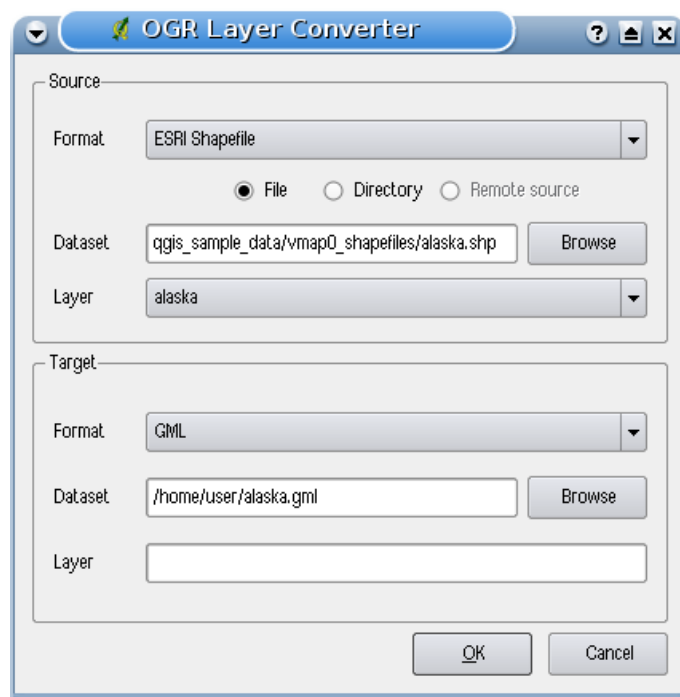 OGR Layer Converter
Source
Format ESRI Shapefile
File Directory Remote source
Dataset qgis_sample_data/vmap0_shapefiles/alaska.shp Browse
Layer alaska
Target
Format GML
Dataset /home/user/alaska.gml Browse
Layer
OK Cancel